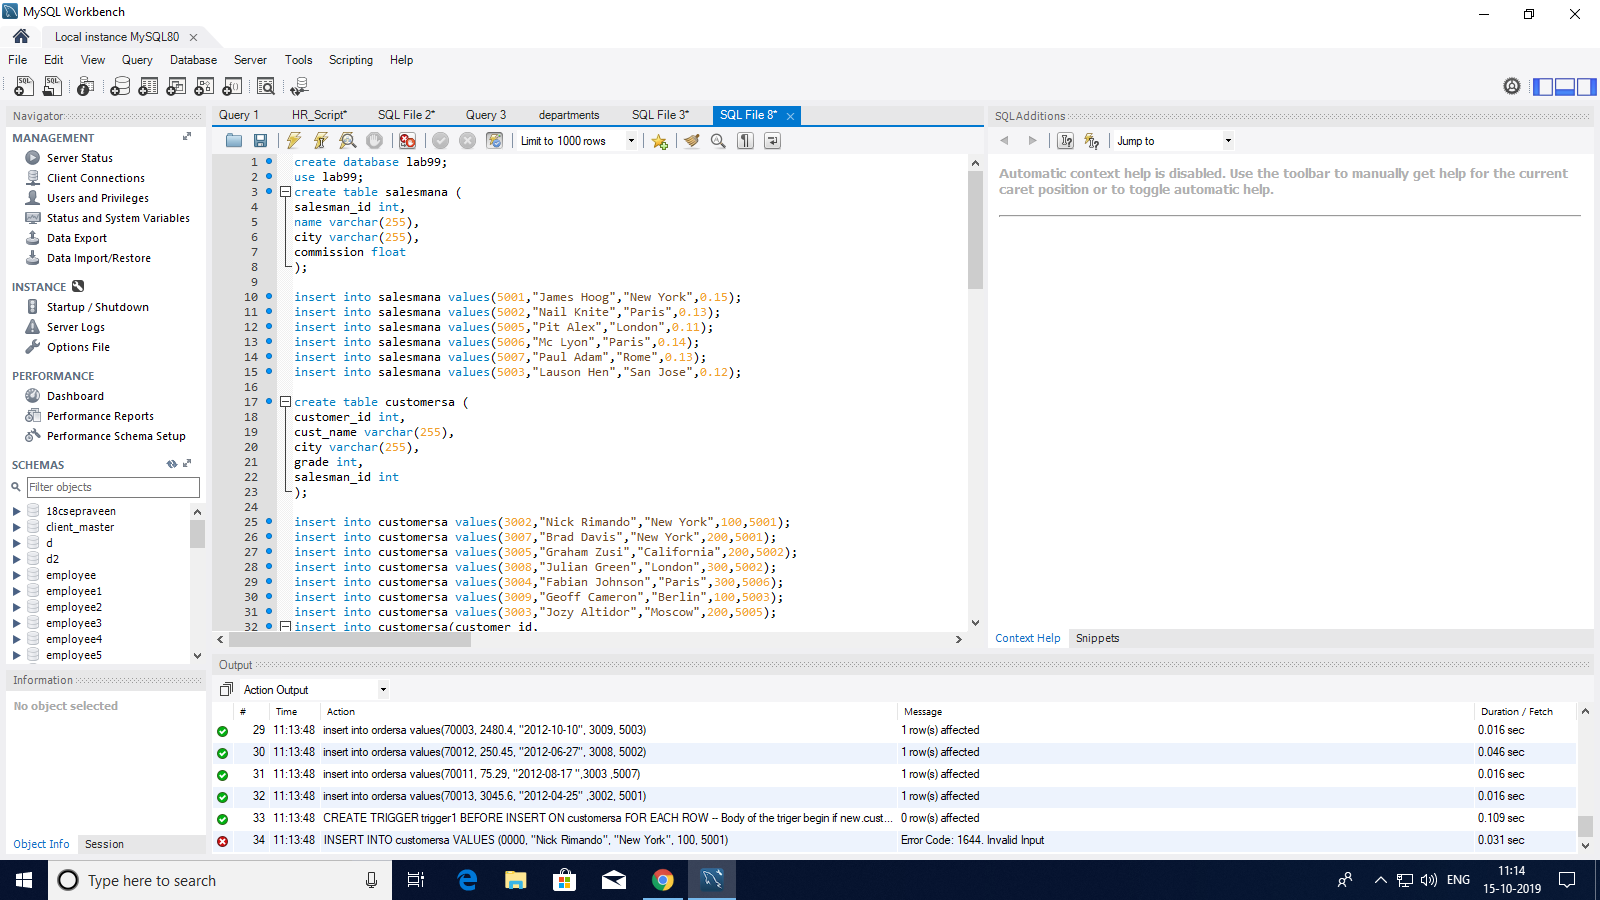 MySQL Workbench
Local instance MySQL80
File Edit View Query Database Server Tools Scripting Help
Navigator
MANAGEMENT
Server Status
Client Connections
Users and Privileges
Status and System Variables
Data Export
Data Import/Restore
INSTANCE
Startup / Shutdown
Server Logs
Options File
PERFORMANCE
Dashboard
Performance Reports
Performance Schema Setup
SCHEMAS
Filter objects
18csepraveen
client_master
d
d2
employee
employee1
employee2
employee3
employee4
employee5
Information
No object selected
Object Info Session
Query 1 HR_Script* SQL File 2* Query 3 departments SQL File 3* SQL File 8*
Limit to 1000 rows
1 create database lab99;
2 use lab99;
3 create table salesmana (
4 salesman_id int,
5 name varchar(255),
6 city varchar(255),
7 commission float
8 );
9
10 insert into salesmana values(5001,"James Hoog","New York",0.15);
11 insert into salesmana values(5002,"Nail Knite","Paris",0.13);
12 insert into salesmana values(5005,"Pit Alex","London",0.11);
13 insert into salesmana values(5006,"Mc Lyon","Paris",0.14);
14 insert into salesmana values(5007,"Paul Adam","Rome",0.13);
15 insert into salesmana values(5003,"Lauson Hen","San Jose",0.12);
16
17 create table customersa (
18 customer_id int,
19 cust_name varchar(255),
20 city varchar(255),
21 grade int,
22 salesman_id int
23 );
24
25 insert into customersa values(3002,"Nick Rimando","New York",100,5001);
26 insert into customersa values(3007,"Brad Davis","New York",200,5001);
27 insert into customersa values(3005,"Graham Zusi","California",200,5002);
28 insert into customersa values(3008,"Julian Green","London",300,5002);
29 insert into customersa values(3004,"Fabian Johnson","Paris",300,5006);
30 insert into customersa values(3009,"Geoff Cameron","Berlin",100,5003);
31 insert into customersa values(3003,"Jozy Altidor","Moscow",200,5005);
32 insert into customersa(customer_id,
SQLAdditions
Jump to
Automatic context help is disabled. Use the toolbar to manually get help for the current
caret position or to toggle automatic help.
Context Help Snippets
Output
Action Output
# Time Action Message Duration / Fetch
29 11:13:48 insert into ordersa values(70003, 2480.4, "2012-10-10", 3009, 5003) 1 row(s) affected 0.016 sec
30 11:13:48 insert into ordersa values(70012, 250.45, "2012-06-27", 3008, 5002) 1 row(s) affected 0.046 sec
31 11:13:48 insert into ordersa values(70011, 75.29, "2012-08-17 ",3003 ,5007) 1 row(s) affected 0.016 sec
32 11:13:48 insert into ordersa values(70013, 3045.6, "2012-04-25" ,3002, 5001) 1 row(s) affected 0.016 sec
33 11:13:48 CREATE TRIGGER trigger1 BEFORE INSERT ON customersa FOR EACH ROW -- Body of the triger begin if new.cust... 0 row(s) affected 0.109 sec
34 11:13:48 INSERT INTO customersa VALUES (0000, "Nick Rimando", "New York", 100, 5001) Error Code: 1644. Invalid Input 0.031 sec
Type here to search
ENG
11:14
15-10-2019